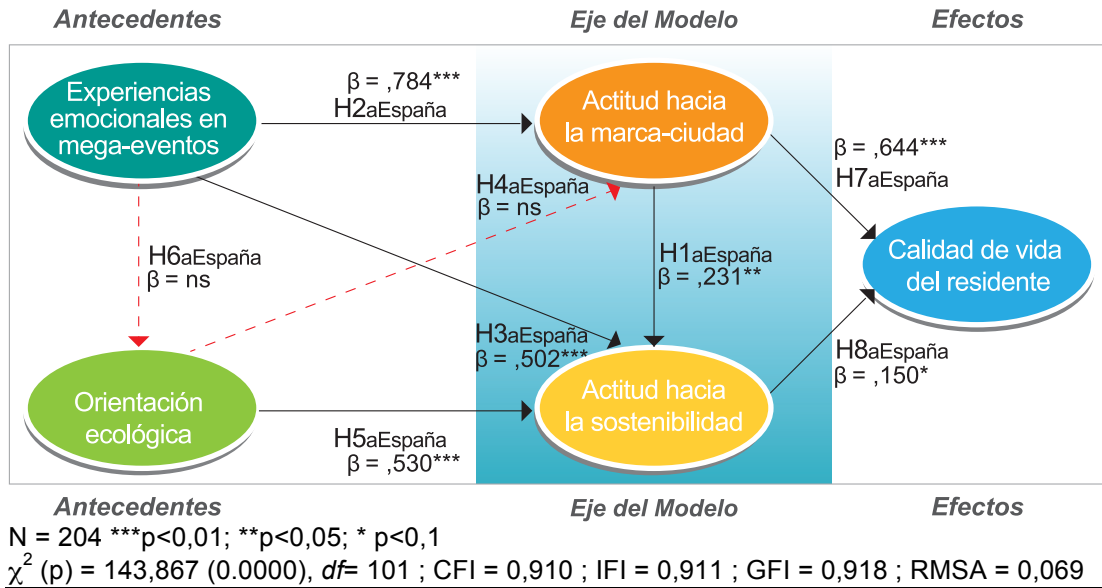 Antecedentes
Eje del Modelo
Efectos
Experiencias
emocionales en
mega-eventos
β = ,784***
H2aEspaña
Actitud hacia
la marca-ciudad
β = ,644***
H7aEspaña
H4aEspaña
β = ns
H6aEspaña
β = ns
H1aEspaña
β = ,231**
Calidad de vida
del residente
H3aEspaña
β = ,502***
H8aEspaña
β = ,150*
Orientación
ecológica
Actitud hacia
la sostenibilidad
H5aEspaña
β = ,530***
Antecedentes
Eje del Modelo
Efectos
N = 204 ***p<0,01; **p<0,05; * p<0,1
χ² (p) = 143,867 (0.0000), df= 101 ; CFI = 0,910 ; IFI = 0,911 ; GFI = 0,918 ; RMSA = 0,069